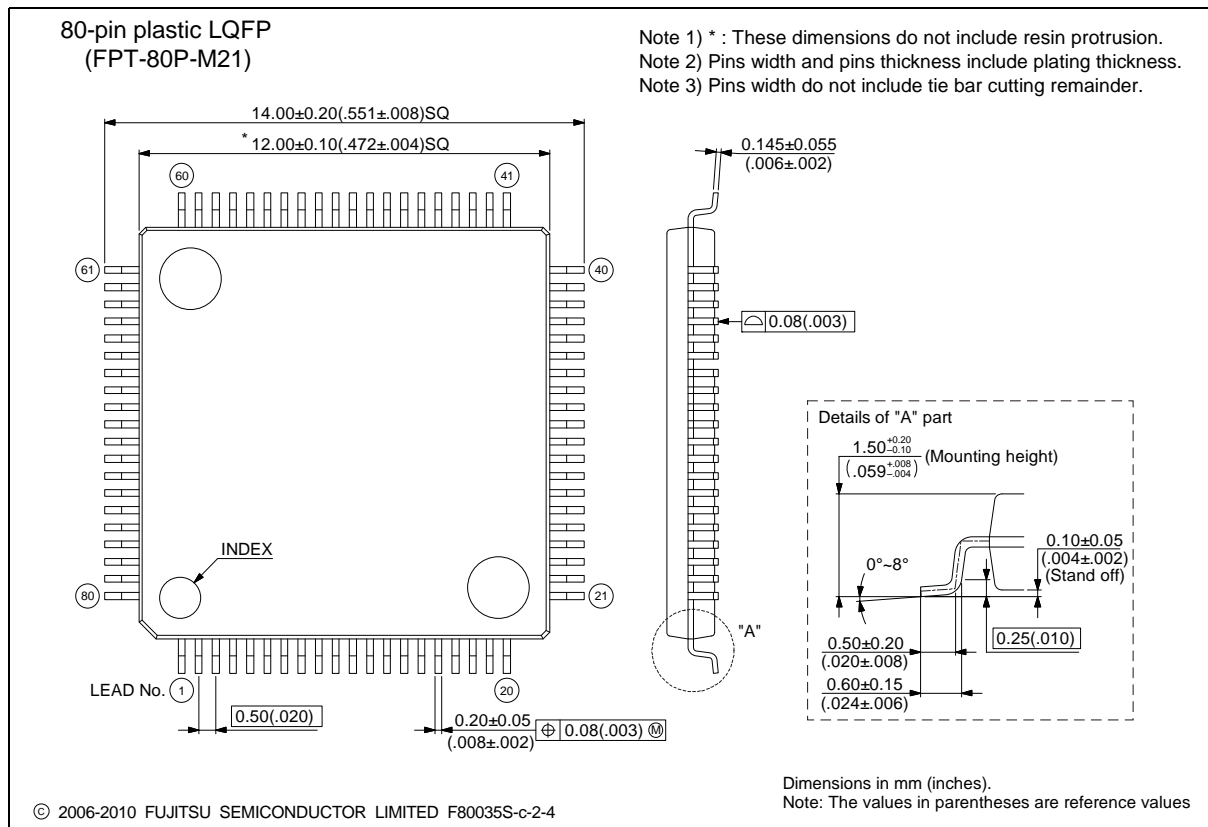 80-pin plastic LQFP
(FPT-80P-M21)
Note 1) * : These dimensions do not include resin protrusion.
Note 2) Pins width and pins thickness include plating thickness.
Note 3) Pins width do not include tie bar cutting remainder.
14.00±0.20(.551±.008)SQ
* 12.00±0.10(.472±.004)SQ
60
41
61
40
80
21
INDEX
LEAD No.
1
20
0.50(.020)
0.20±0.05
(.008±.002)
⌖ 0.08(.003) Ⓜ
0.145±0.055
(.006±.002)
⌓ 0.08(.003)
"A"
Details of "A" part
1.50 +0.20 –0.10
(.059 +.008 –.004)
(Mounting height)
0.10±0.05
(.004±.002)
(Stand off)
0°~8°
0.25(.010)
0.50±0.20
(.020±.008)
0.60±0.15
(.024±.006)
© 2006-2010 FUJITSU SEMICONDUCTOR LIMITED F80035S-c-2-4
Dimensions in mm (inches).
Note: The values in parentheses are reference values